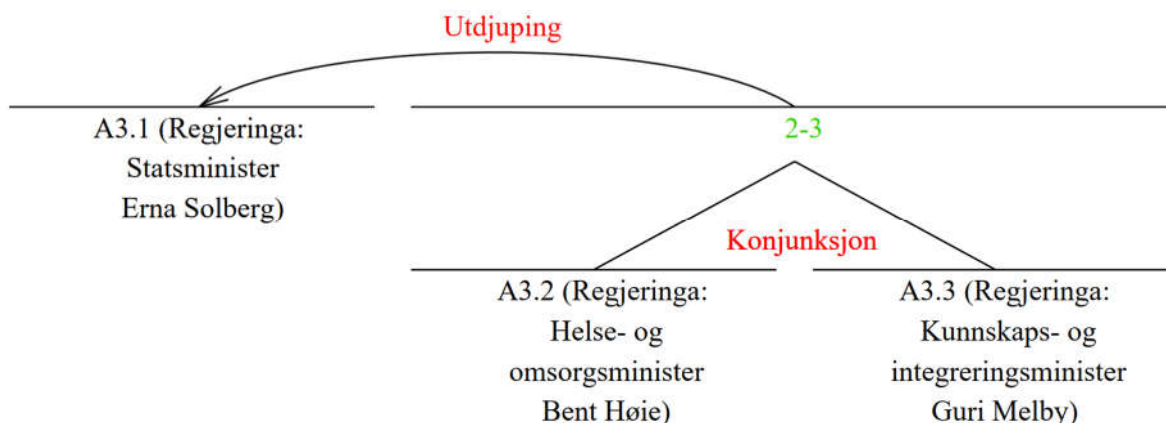 Utdjuping
A3.1 (Regjeringa:
Statsminister
Erna Solberg)
2-3
Konjunksjon
A3.2 (Regjeringa:
Helse- og
omsorgsminister
Bent Høie)
A3.3 (Regjeringa:
Kunnskaps- og
integreringsminister
Guri Melby)